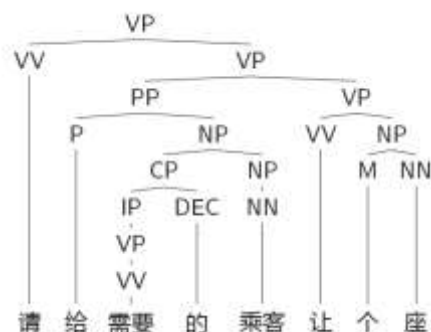 VP
VV VP
PP VP
P NP VV NP
CP NP M NN
IP DEC NN
VP
VV
请 给 需要 的 乘客 让 个 座